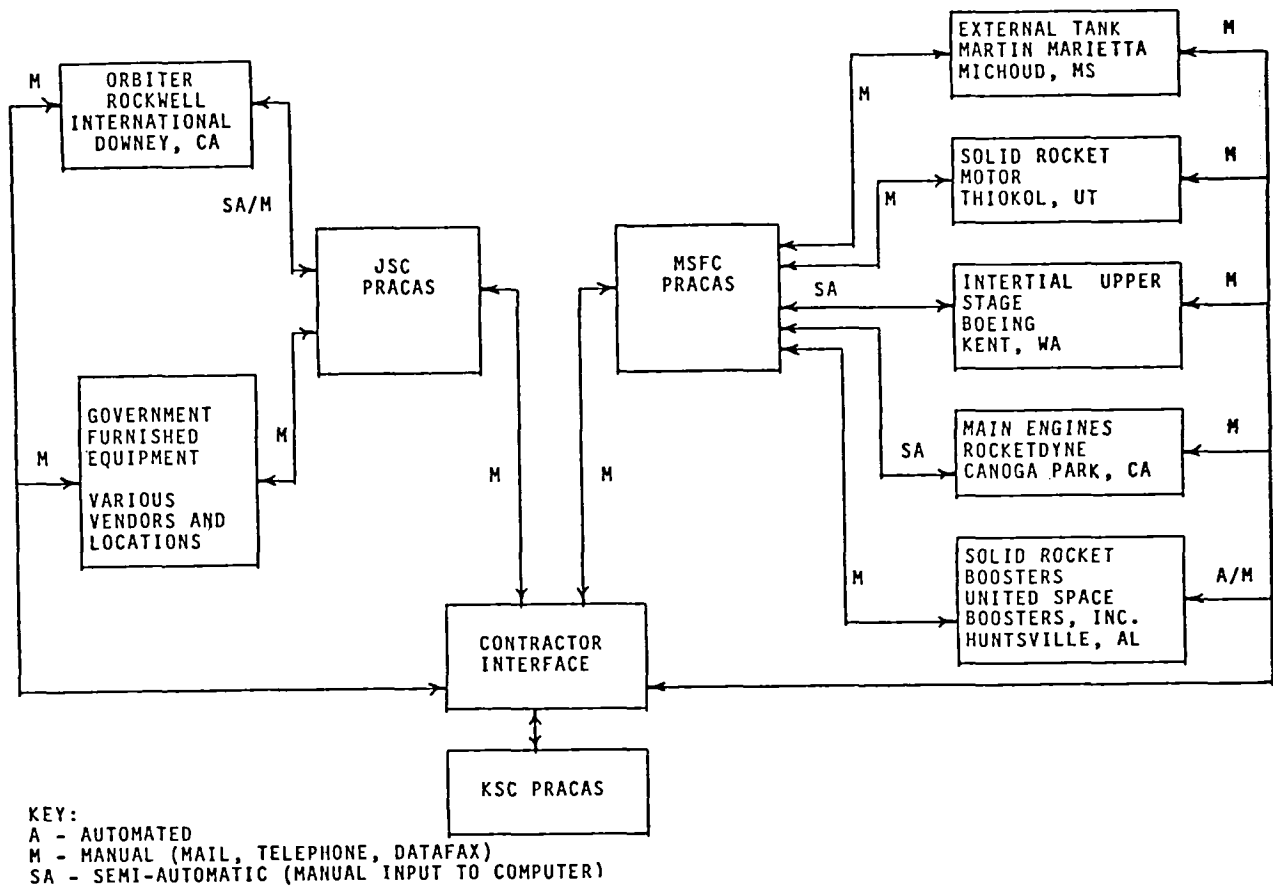 M
ORBITER
ROCKWELL
INTERNATIONAL
DOWNEY, CA
SA/M
JSC
PRACAS
M
GOVERNMENT
FURNISHED
EQUIPMENT
VARIOUS
VENDORS AND
LOCATIONS
M
M
M
MSFC
PRACAS
M
EXTERNAL TANK
MARTIN MARIETTA
MICHOUD, MS
M
M
SOLID ROCKET
MOTOR
THIOKOL, UT
M
M
SA
INTERTIAL UPPER
STAGE
BOEING
KENT, WA
M
SA
MAIN ENGINES
ROCKETDYNE
CANOGA PARK, CA
M
M
SOLID ROCKET
BOOSTERS
UNITED SPACE
BOOSTERS, INC.
HUNTSVILLE, AL
A/M
CONTRACTOR
INTERFACE
KSC PRACAS
KEY:
A - AUTOMATED
M - MANUAL (MAIL, TELEPHONE, DATAFAX)
SA - SEMI-AUTOMATIC (MANUAL INPUT TO COMPUTER)